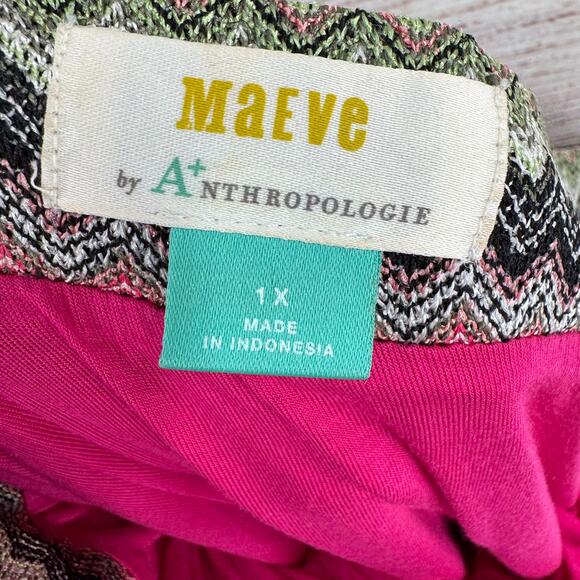 MaEVe
by A+NTHROPOLOGIE
1X
MADE
IN INDONESIA